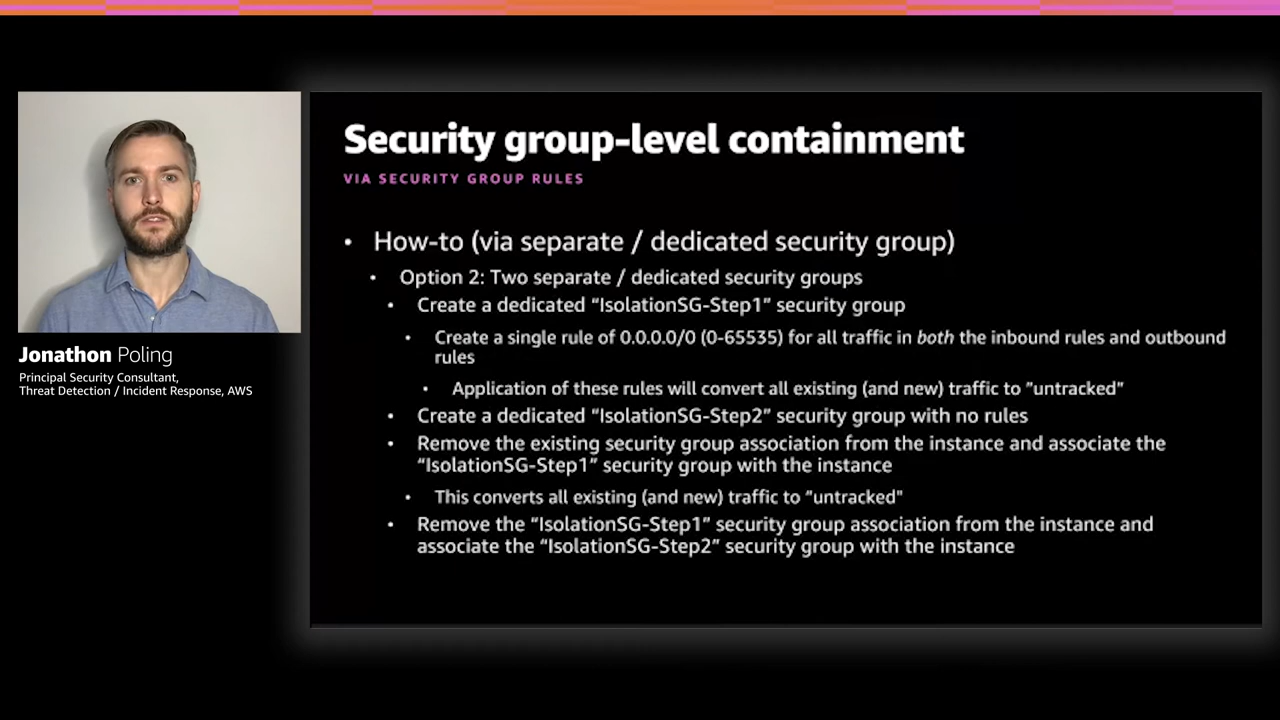 Security group-level containment
VIA SECURITY GROUP RULES
• How-to (via separate / dedicated security group)
• Option 2: Two separate / dedicated security groups
• Create a dedicated “IsolationSG-Step1” security group
• Create a single rule of 0.0.0.0/0 (0-65535) for all traffic in both the inbound rules and outbound
rules
• Application of these rules will convert all existing (and new) traffic to “untracked”
• Create a dedicated “IsolationSG-Step2” security group with no rules
• Remove the existing security group association from the instance and associate the
“IsolationSG-Step1” security group with the instance
• This converts all existing (and new) traffic to “untracked”
• Remove the “IsolationSG-Step1” security group association from the instance and
associate the “IsolationSG-Step2” security group with the instance
Jonathon Poling
Principal Security Consultant,
Threat Detection / Incident Response, AWS